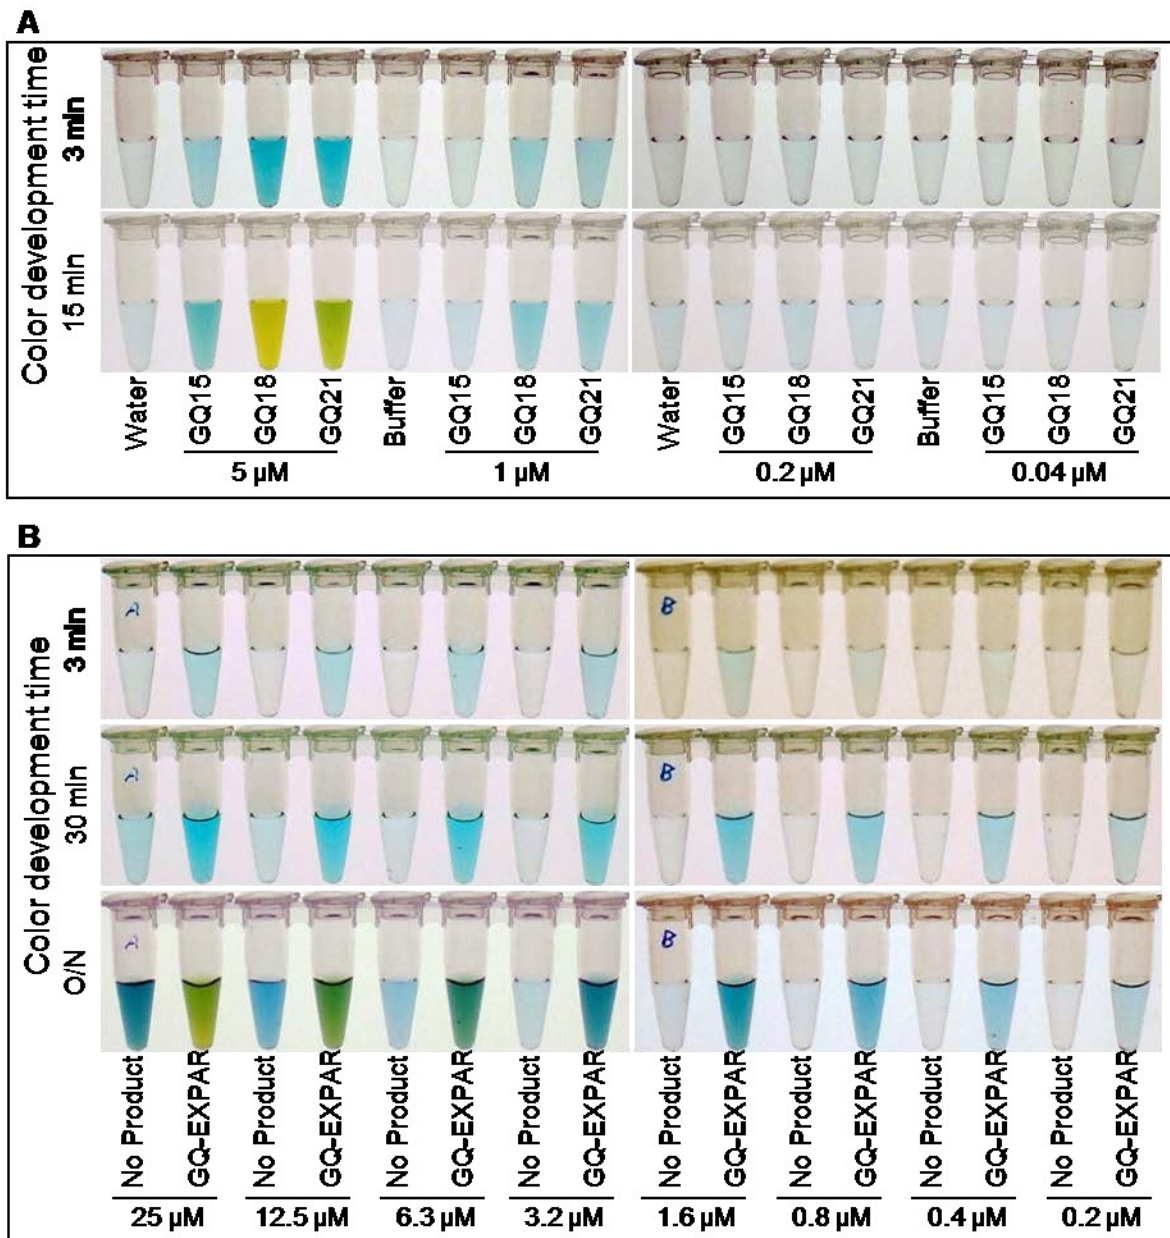 A
Color development time
3 min
15 min
Water
GQ15
GQ18
GQ21
Buffer
GQ15
GQ18
GQ21
Water
GQ15
GQ18
GQ21
Buffer
GQ15
GQ18
GQ21
5 µM
1 µM
0.2 µM
0.04 µM
B
Color development time
3 min
30 min
O/N
B
B
B
No Product
GQ-EXPAR
No Product
GQ-EXPAR
No Product
GQ-EXPAR
No Product
GQ-EXPAR
No Product
GQ-EXPAR
No Product
GQ-EXPAR
No Product
GQ-EXPAR
No Product
GQ-EXPAR
25 µM
12.5 µM
6.3 µM
3.2 µM
1.6 µM
0.8 µM
0.4 µM
0.2 µM